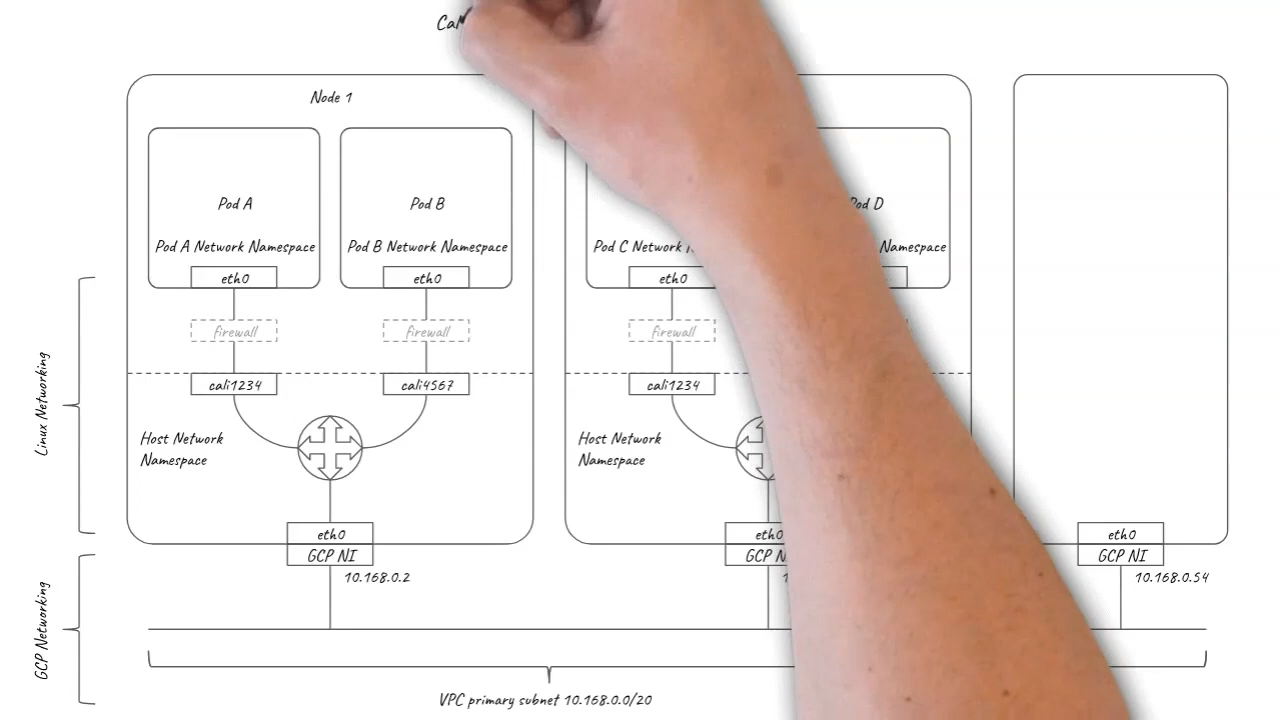 Node 1
Pod A
Pod B
Pod D
Pod A Network Namespace
Pod B Network Namespace
Pod C Network
Namespace
eth0
eth0
eth0
firewall
firewall
firewall
cali1234
cali4567
cali1234
Host Network
Namespace
Host Network
Namespace
eth0
eth0
eth0
GCP NI
GCP NI
GCP NI
10.168.0.2
10.168.0.54
VPC primary subnet 10.168.0.0/20
Linux Networking
GCP Networking